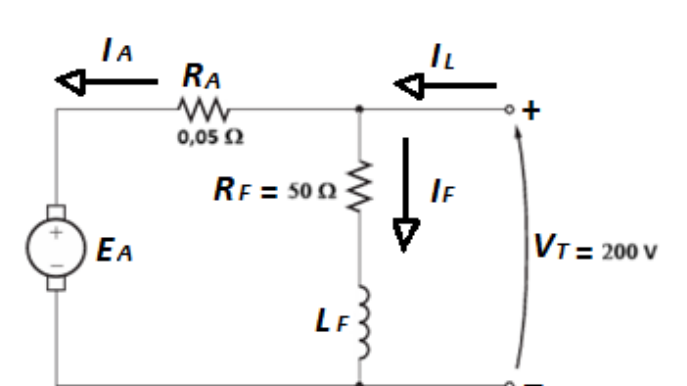 IA
RA
IL
+
0,05 Ω
RF = 50 Ω
IF
+
−
EA
VT = 200 V
LF
−